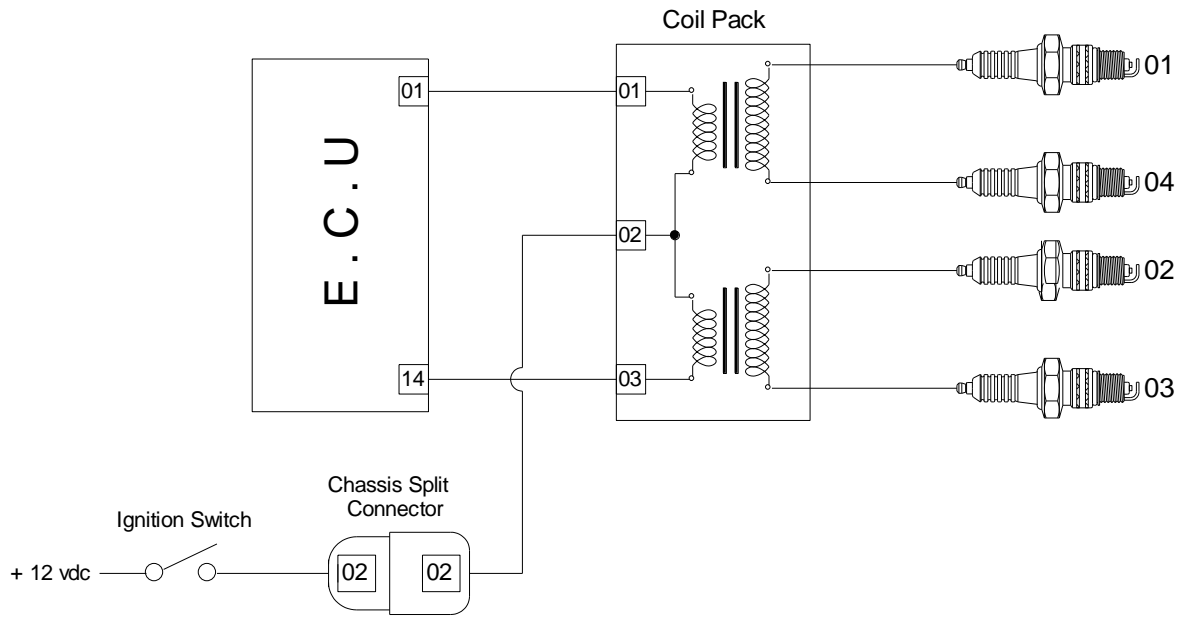 Coil Pack
01
01
01
E.C.U
04
02
02
14
03
03
Chassis Split
Connector
Ignition Switch
+ 12 vdc
02
02